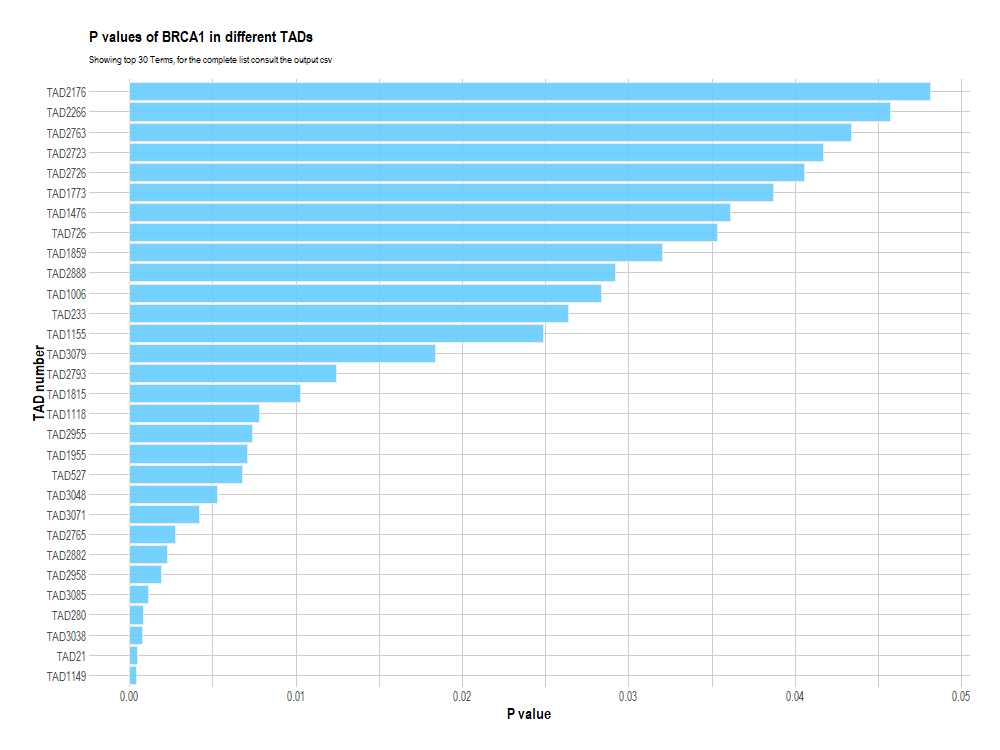 P values of BRCA1 in different TADs
Showing top 30 Terms, for the complete list consult the output csv
TAD number
TAD2176
TAD2266
TAD2763
TAD2723
TAD2726
TAD1773
TAD1476
TAD726
TAD1859
TAD2888
TAD1006
TAD233
TAD1155
TAD3079
TAD2793
TAD1815
TAD1118
TAD2955
TAD1955
TAD527
TAD3048
TAD3071
TAD2765
TAD2882
TAD2958
TAD3085
TAD280
TAD3038
TAD21
TAD1149
0.00 0.01 0.02 0.03 0.04 0.05
P value